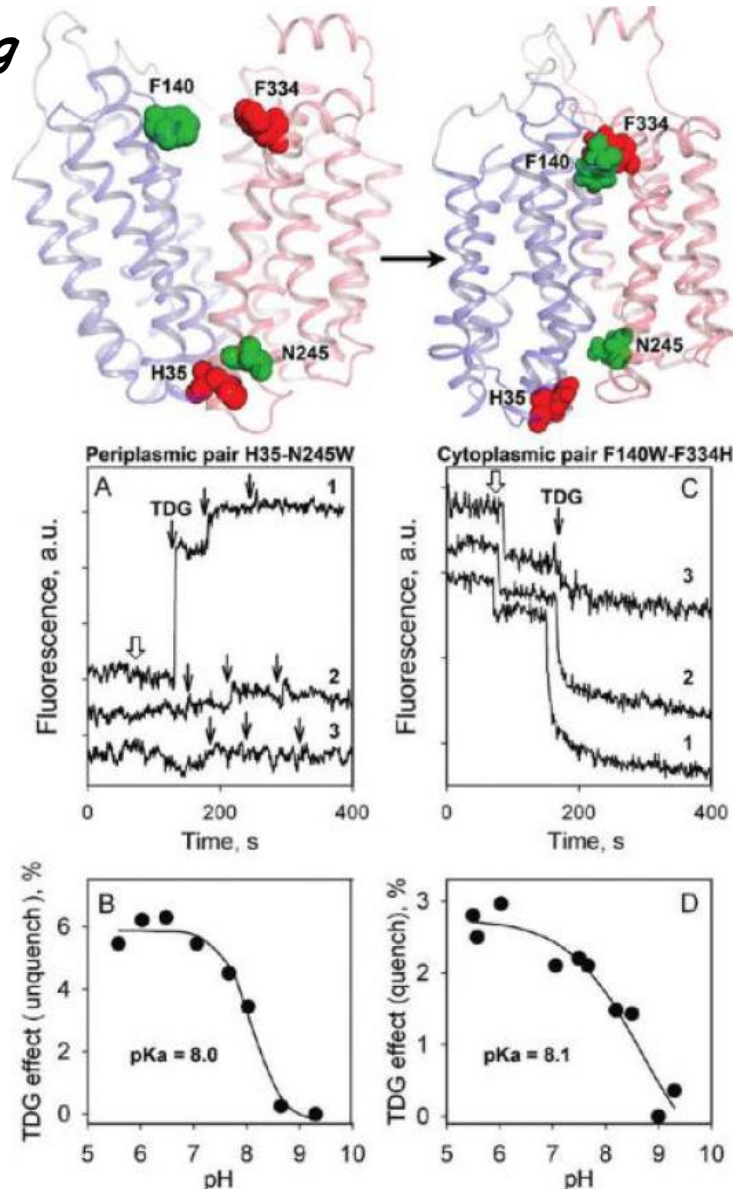 g
F140
F334
F334
F140
H35
N245
N245
H35
Periplasmic pair H35-N245W
A
1
TDG
2
3
Fluorescence, a.u.
0
200
400
Time, s
Cytoplasmic pair F140W-F334H
C
TDG
3
2
1
Fluorescence, a.u.
0
200
400
Time, s
B
TDG effect ( unquench ), %
6
4
2
0
pKa = 8.0
5 6 7 8 9 10
pH
D
TDG effect (quench), %
3
2
1
0
pKa = 8.1
5 6 7 8 9 10
pH